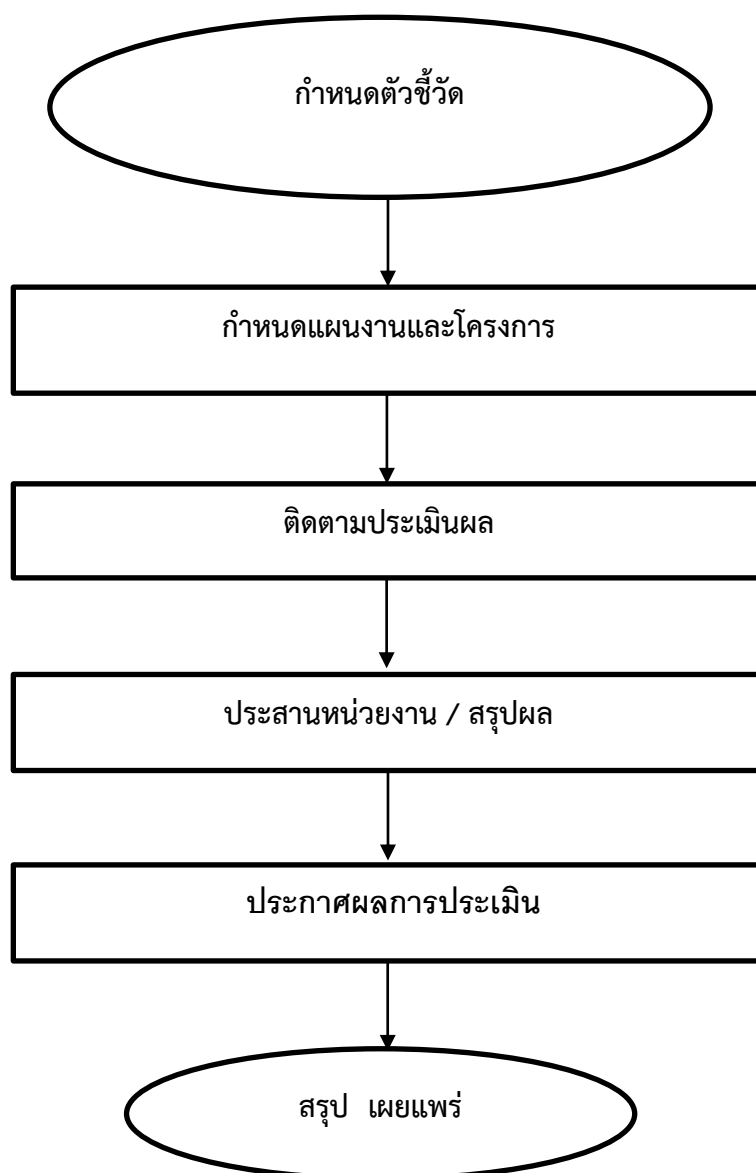 กำหนดตัวชี้วัด
กำหนดแผนงานและโครงการ
ติดตามประเมินผล
ประสานหน่วยงาน / สรุปผล
ประกาศผลการประเมิน
สรุป เผยแพร่